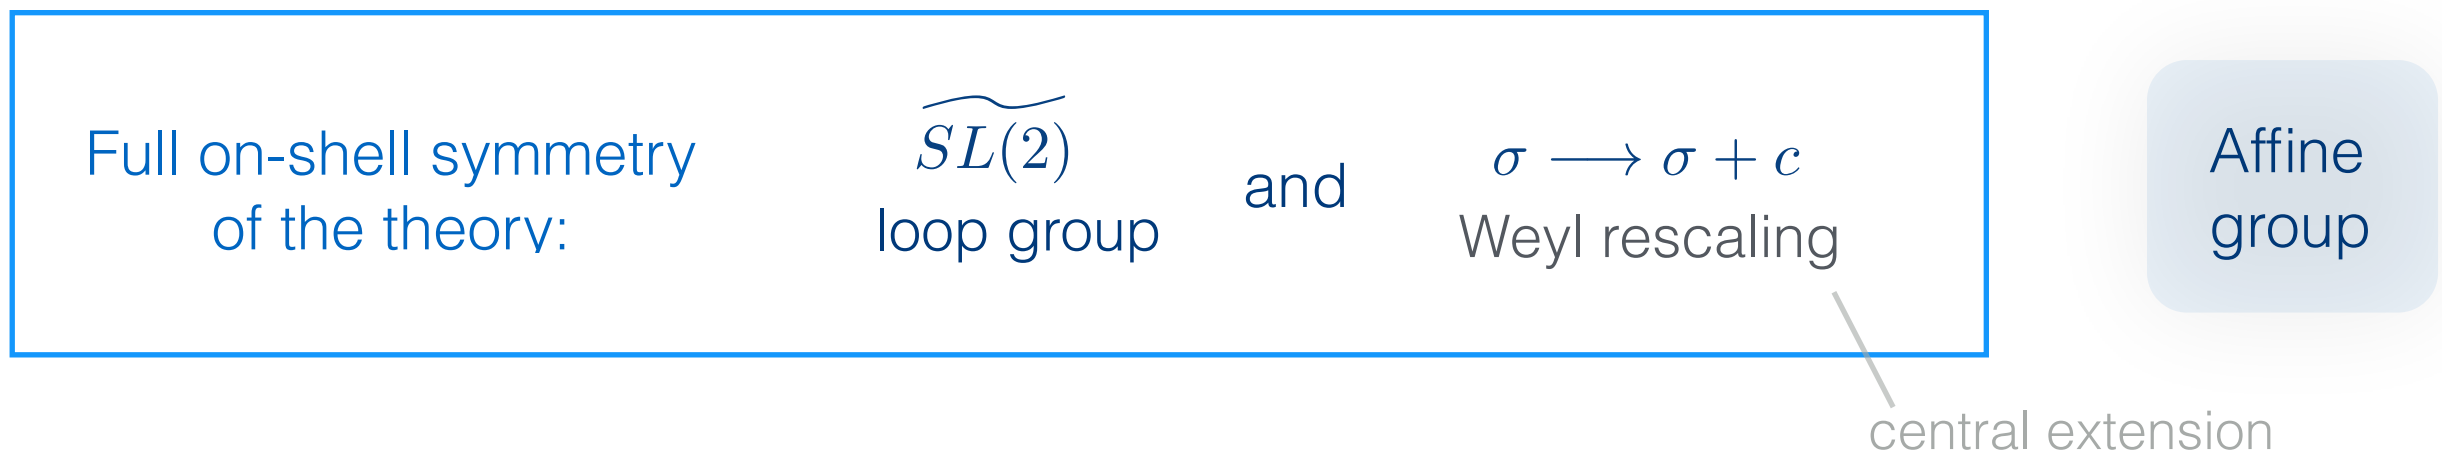 Full on-shell symmetry
of the theory:
$\widetilde{SL(2)}$
loop group
and
$\sigma \longrightarrow \sigma + c$
Weyl rescaling
Affine
group
central extension